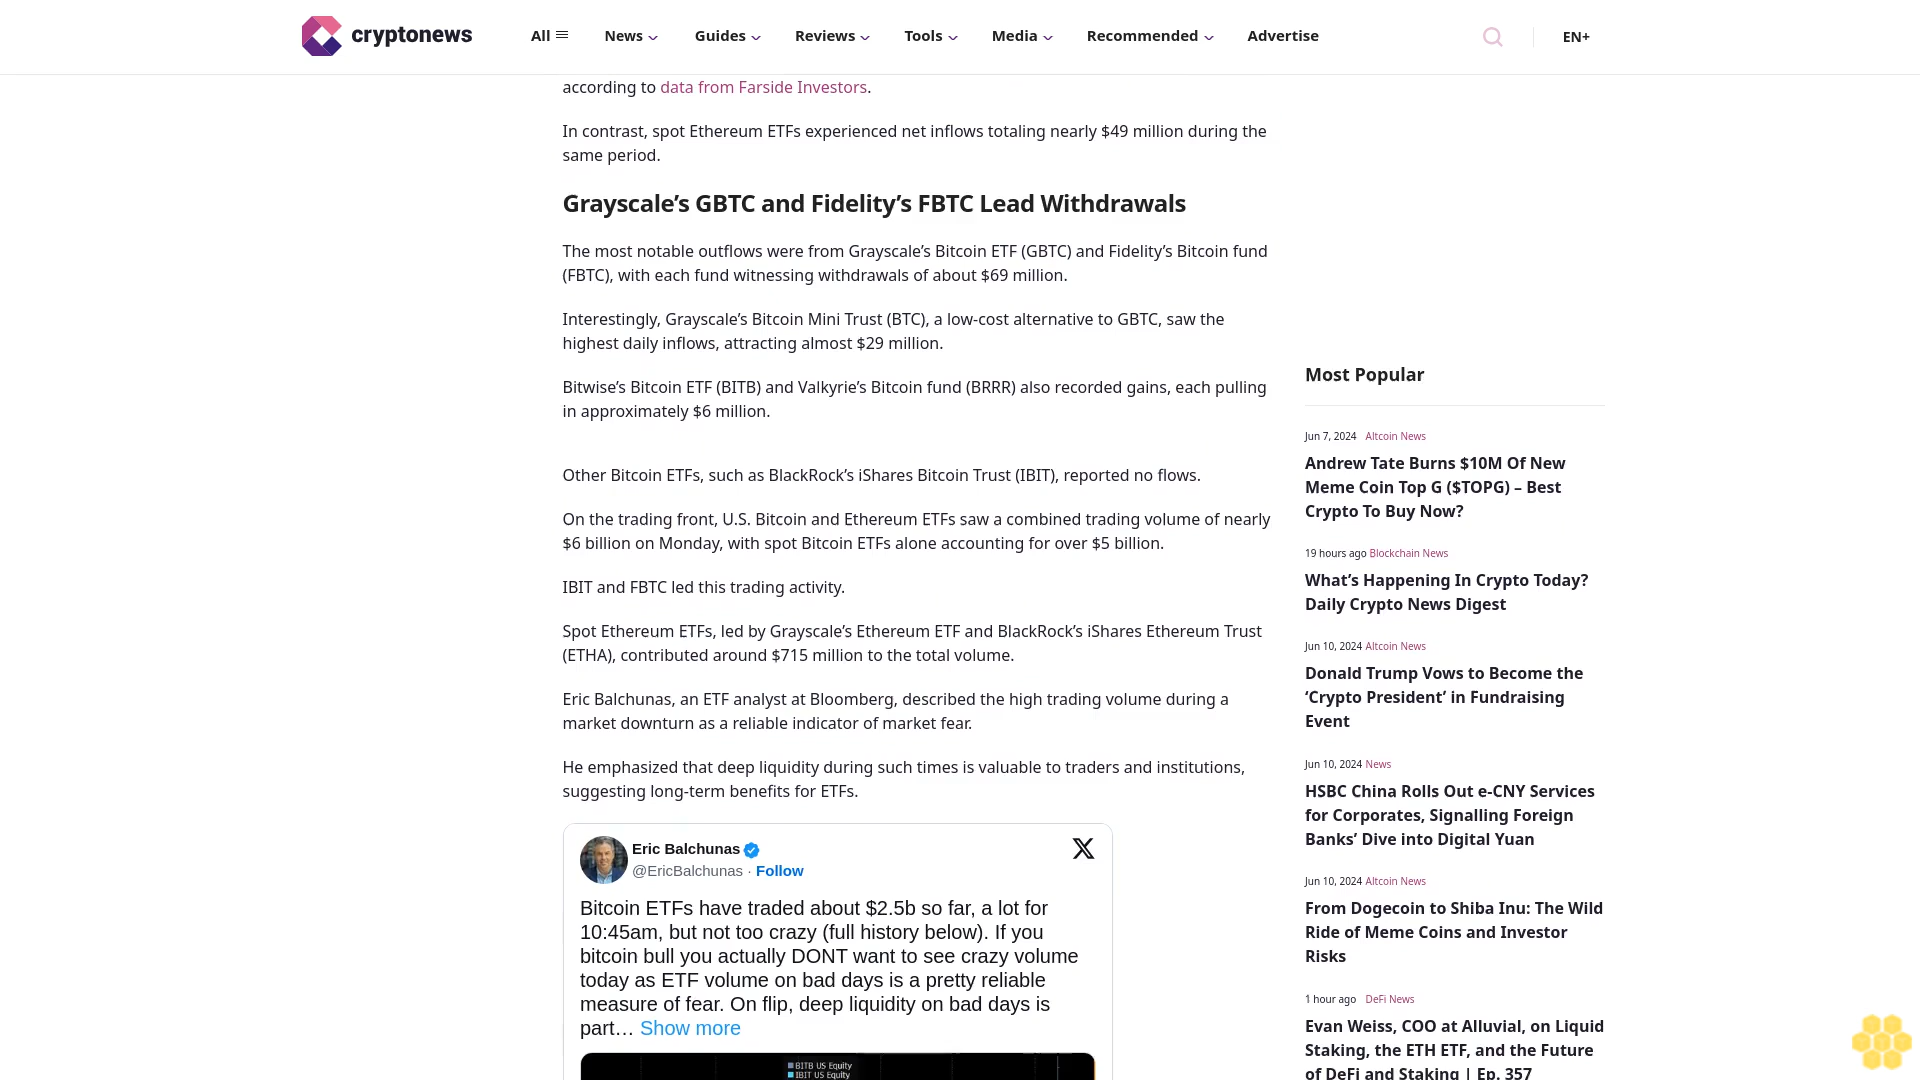 cryptonews
All
News
Guides
Reviews
Tools
Media
Recommended
Advertise
EN+
according to data from Farside Investors.
In contrast, spot Ethereum ETFs experienced net inflows totaling nearly $49 million during the
same period.
Grayscale’s GBTC and Fidelity’s FBTC Lead Withdrawals
The most notable outflows were from Grayscale’s Bitcoin ETF (GBTC) and Fidelity’s Bitcoin fund
(FBTC), with each fund witnessing withdrawals of about $69 million.
Interestingly, Grayscale’s Bitcoin Mini Trust (BTC), a low-cost alternative to GBTC, saw the
highest daily inflows, attracting almost $29 million.
Bitwise’s Bitcoin ETF (BITB) and Valkyrie’s Bitcoin fund (BRRR) also recorded gains, each pulling
in approximately $6 million.
Other Bitcoin ETFs, such as BlackRock’s iShares Bitcoin Trust (IBIT), reported no flows.
On the trading front, U.S. Bitcoin and Ethereum ETFs saw a combined trading volume of nearly
$6 billion on Monday, with spot Bitcoin ETFs alone accounting for over $5 billion.
IBIT and FBTC led this trading activity.
Spot Ethereum ETFs, led by Grayscale’s Ethereum ETF and BlackRock’s iShares Ethereum Trust
(ETHA), contributed around $715 million to the total volume.
Eric Balchunas, an ETF analyst at Bloomberg, described the high trading volume during a
market downturn as a reliable indicator of market fear.
He emphasized that deep liquidity during such times is valuable to traders and institutions,
suggesting long-term benefits for ETFs.
Eric Balchunas
@EricBalchunas · Follow
Bitcoin ETFs have traded about $2.5b so far, a lot for
10:45am, but not too crazy (full history below). If you
bitcoin bull you actually DONT want to see crazy volume
today as ETF volume on bad days is a pretty reliable
measure of fear. On flip, deep liquidity on bad days is
part… Show more
BITB US Equity
IBIT US Equity
Most Popular
Jun 7, 2024 Altcoin News
Andrew Tate Burns $10M Of New
Meme Coin Top G ($TOPG) – Best
Crypto To Buy Now?
19 hours ago Blockchain News
What’s Happening In Crypto Today?
Daily Crypto News Digest
Jun 10, 2024 Altcoin News
Donald Trump Vows to Become the
‘Crypto President’ in Fundraising
Event
Jun 10, 2024 News
HSBC China Rolls Out e-CNY Services
for Corporates, Signalling Foreign
Banks’ Dive into Digital Yuan
Jun 10, 2024 Altcoin News
From Dogecoin to Shiba Inu: The Wild
Ride of Meme Coins and Investor
Risks
1 hour ago DeFi News
Evan Weiss, COO at Alluvial, on Liquid
Staking, the ETH ETF, and the Future
of DeFi and Staking | Ep. 357